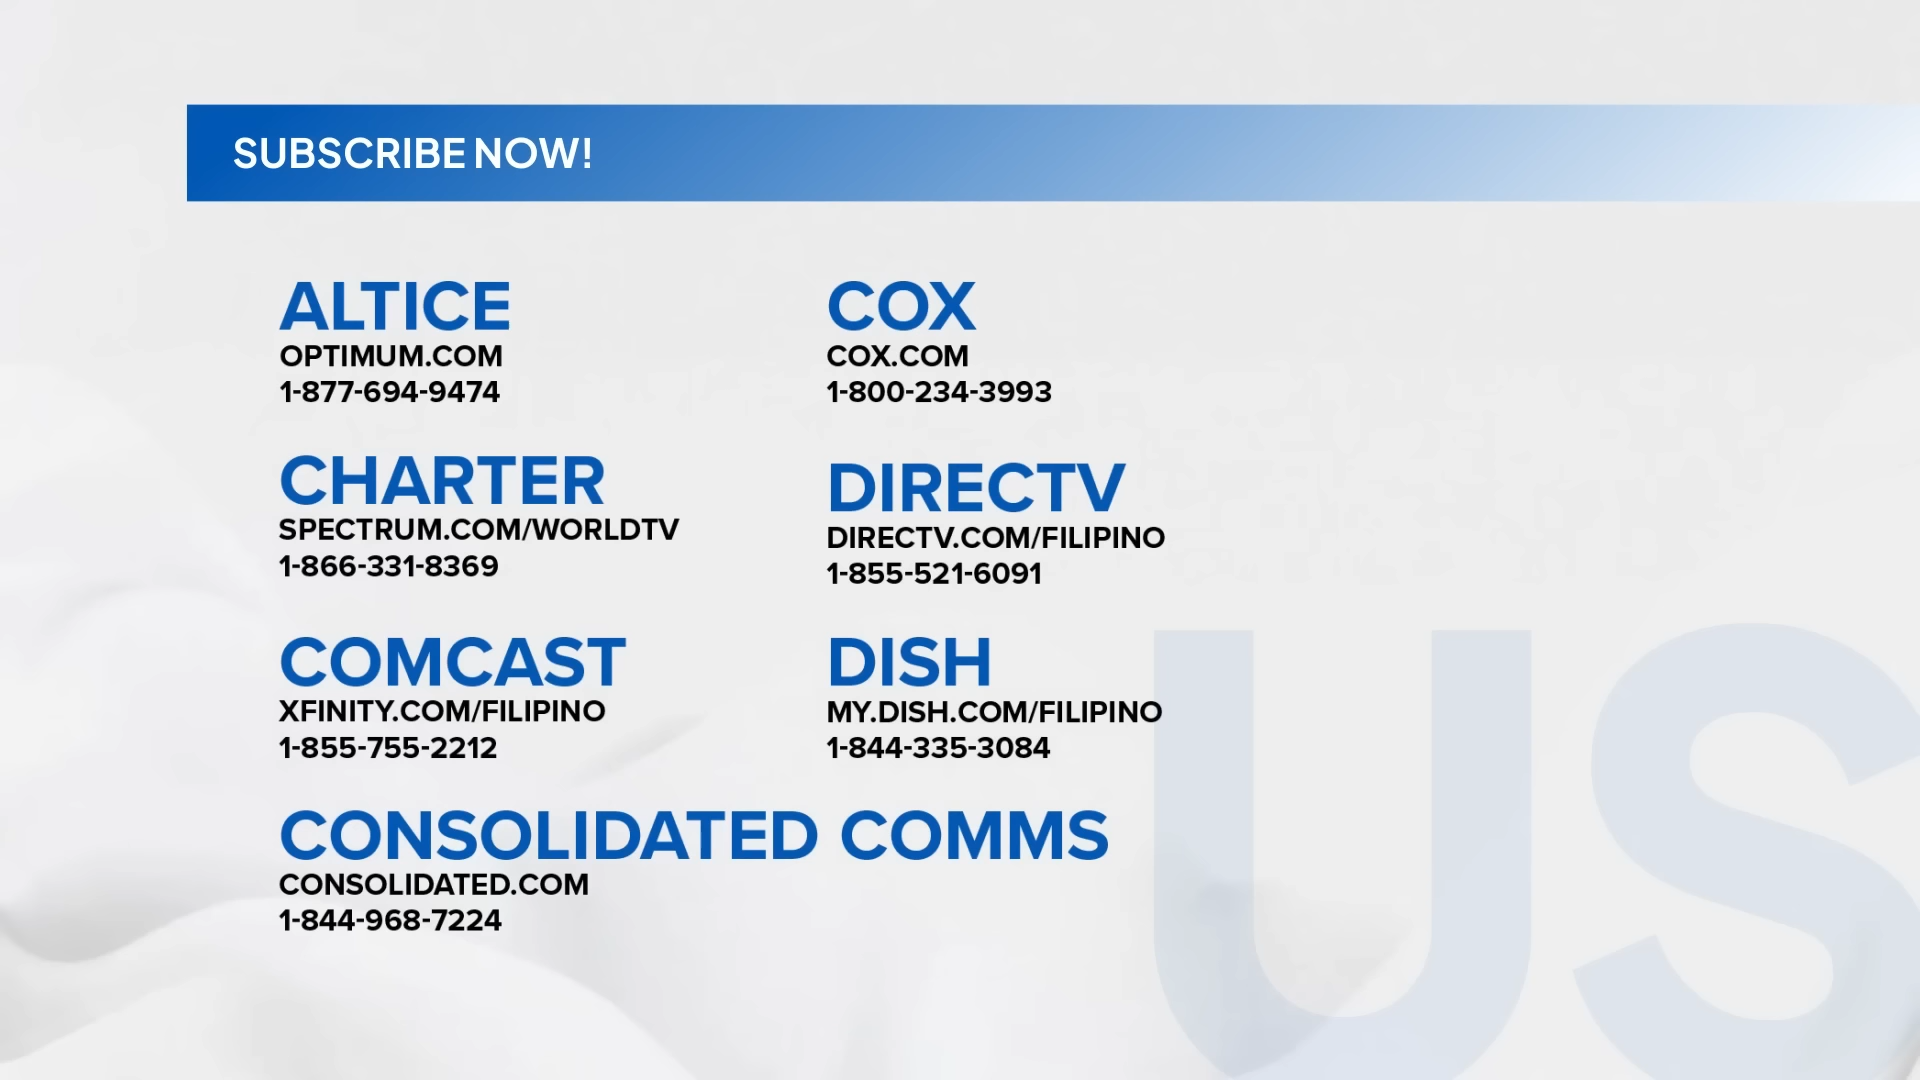 SUBSCRIBE NOW!
ALTICE
OPTIMUM.COM
1-877-694-9474
CHARTER
SPECTRUM.COM/WORLDTV
1-866-331-8369
COMCAST
XFINITY.COM/FILIPINO
1-855-755-2212
CONSOLIDATED COMMS
CONSOLIDATED.COM
1-844-968-7224
COX
COX.COM
1-800-234-3993
DIRECTV
DIRECTV.COM/FILIPINO
1-855-521-6091
DISH
MY.DISH.COM/FILIPINO
1-844-335-3084
US